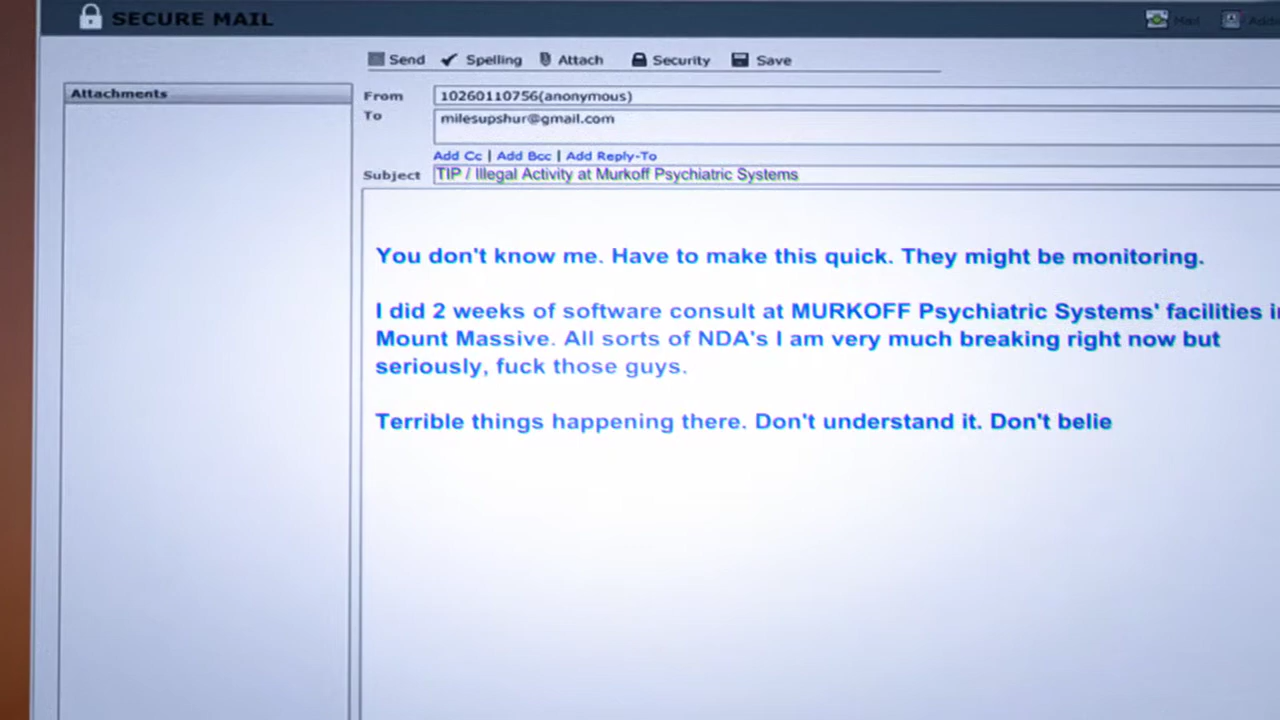 SECURE MAIL
Mail
Send Spelling Attach Security Save
Attachments
From 10260110756(anonymous)
To milesupshur@gmail.com
Add Cc | Add Bcc | Add Reply-To
Subject TIP / Illegal Activity at Murkoff Psychiatric Systems
You don't know me. Have to make this quick. They might be monitoring.
I did 2 weeks of software consult at MURKOFF Psychiatric Systems' facilities in
Mount Massive. All sorts of NDA's I am very much breaking right now but
seriously, fuck those guys.
Terrible things happening there. Don't understand it. Don't belie